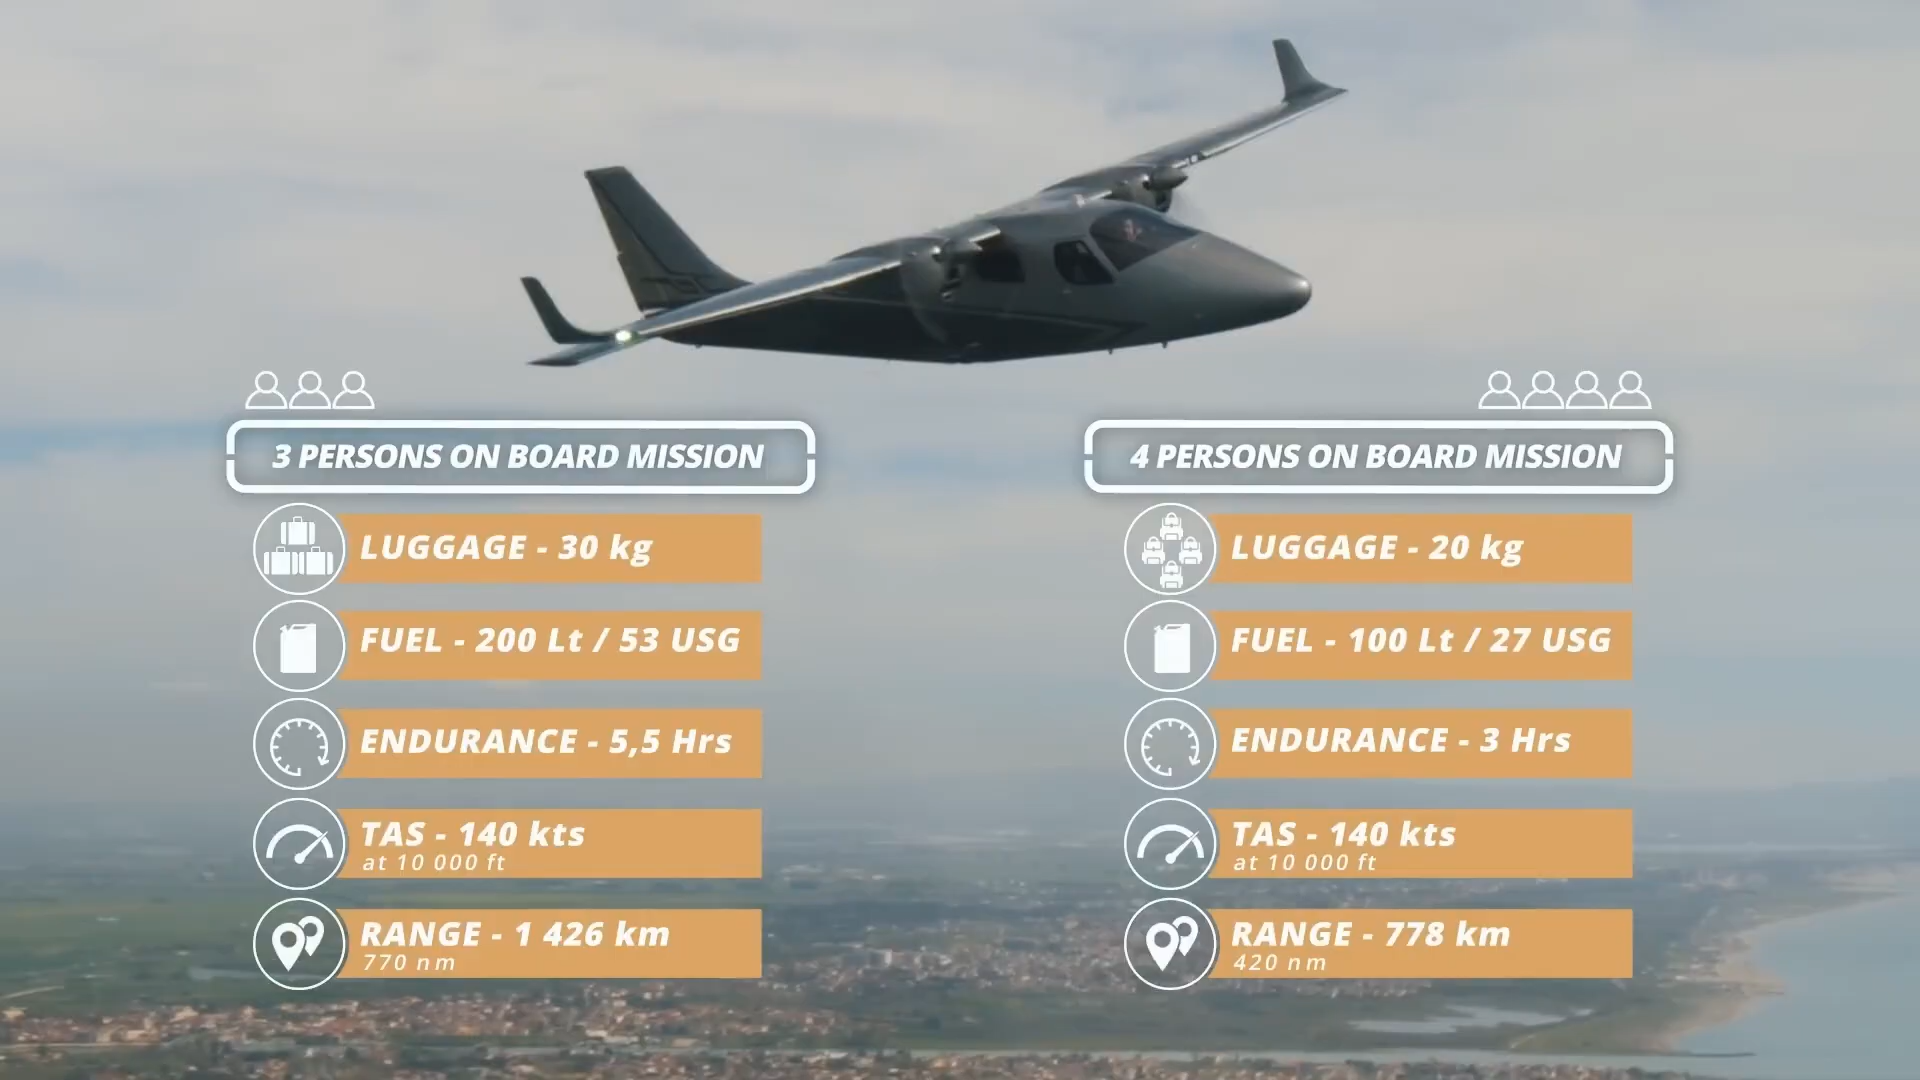 3 PERSONS ON BOARD MISSION
LUGGAGE - 30 kg
FUEL - 200 Lt / 53 USG
ENDURANCE - 5,5 Hrs
TAS - 140 kts
at 10 000 ft
RANGE - 1 426 km
770 nm
4 PERSONS ON BOARD MISSION
LUGGAGE - 20 kg
FUEL - 100 Lt / 27 USG
ENDURANCE - 3 Hrs
TAS - 140 kts
at 10 000 ft
RANGE - 778 km
420 nm